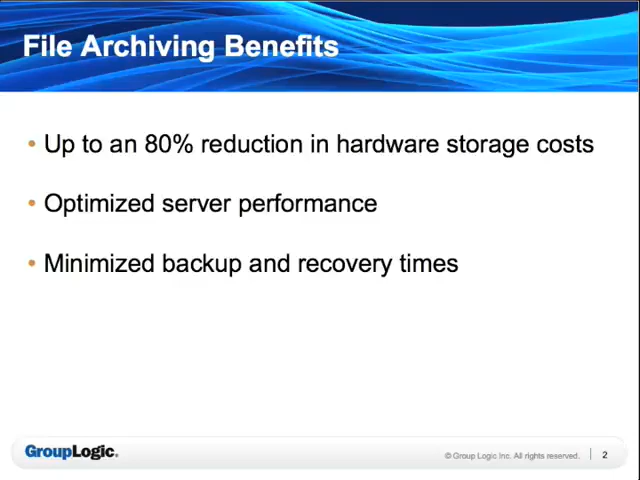 File Archiving Benefits
• Up to an 80% reduction in hardware storage costs
• Optimized server performance
• Minimized backup and recovery times
GroupLogic.
© Group Logic Inc. All rights reserved. | 2